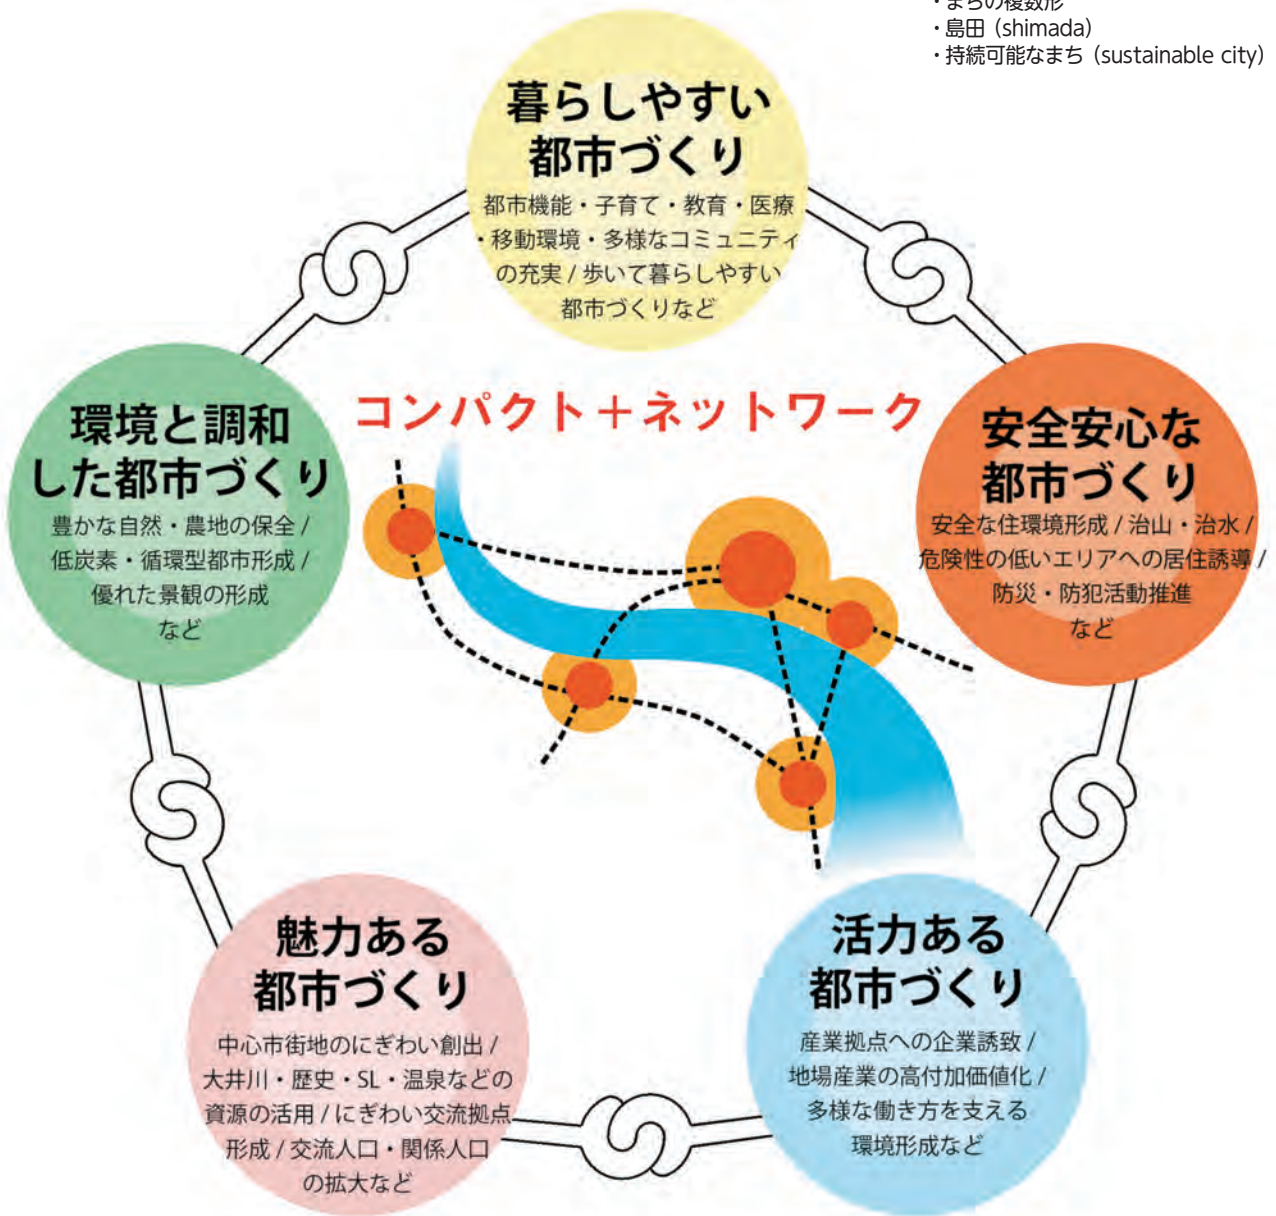 ・まちの複数形
・島田（shimada）
・持続可能なまち（sustainable city）
暮らしやすい
都市づくり
都市機能・子育て・教育・医療
・移動環境・多様なコミュニティ
の充実 / 歩いて暮らしやすい
都市づくりなど
コンパクト＋ネットワーク
環境と調和
した都市づくり
豊かな自然・農地の保全 /
低炭素・循環型都市形成 /
優れた景観の形成
など
安全安心な
都市づくり
安全な住環境形成 / 治山・治水 /
危険性の低いエリアへの居住誘導 /
防災・防犯活動推進
など
魅力ある
都市づくり
中心市街地のにぎわい創出 /
大井川・歴史・SL・温泉などの
資源の活用 / にぎわい交流拠点
形成 / 交流人口・関係人口
の拡大など
活力ある
都市づくり
産業拠点への企業誘致 /
地場産業の高付加価値化 /
多様な働き方を支える
環境形成など